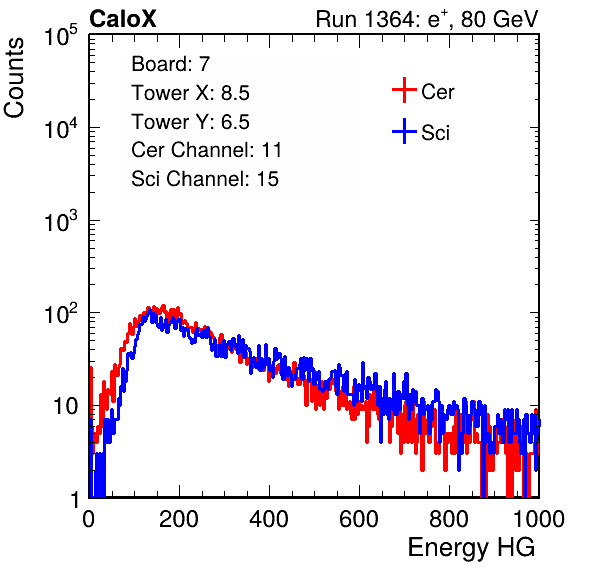 CaloX Run 1364: e⁺, 80 GeV
Counts
10⁵
10⁴
10³
10²
10
1
Board: 7
Tower X: 8.5
Tower Y: 6.5
Cer Channel: 11
Sci Channel: 15
Cer
Sci
0 200 400 600 800 1000
Energy HG